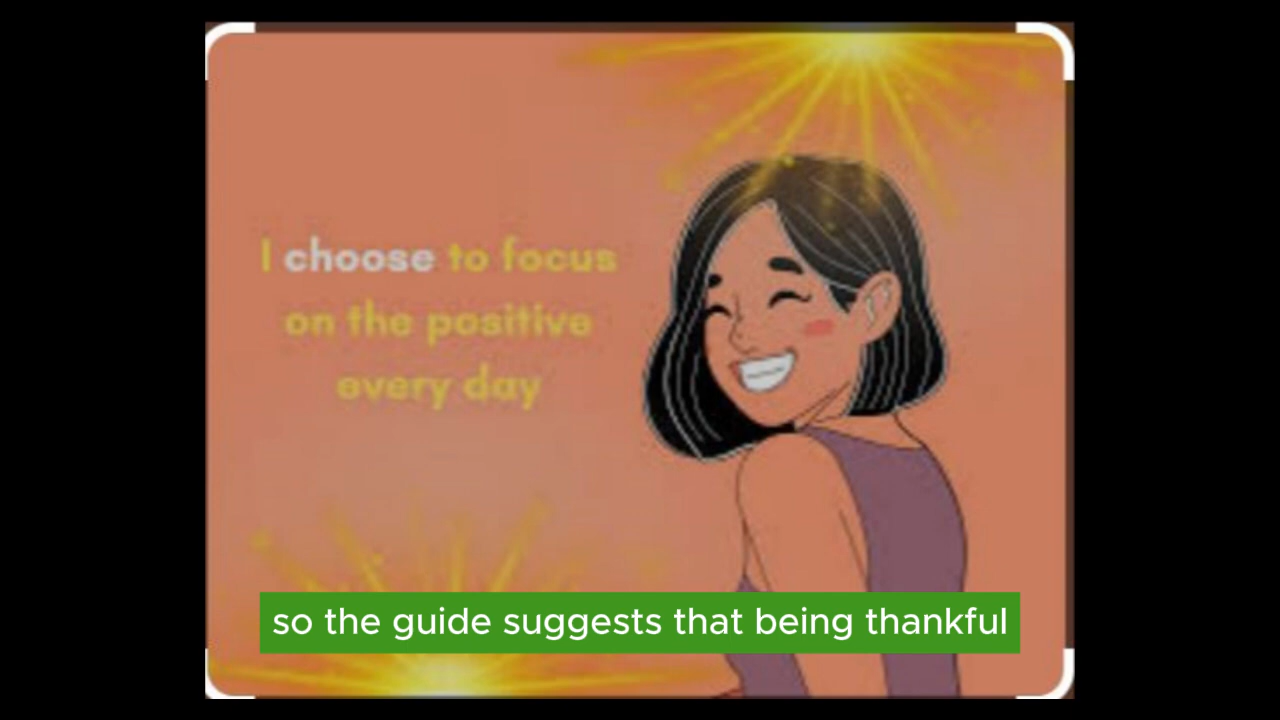 I choose to focus
on the positive
every day
so the guide suggests that being thankful